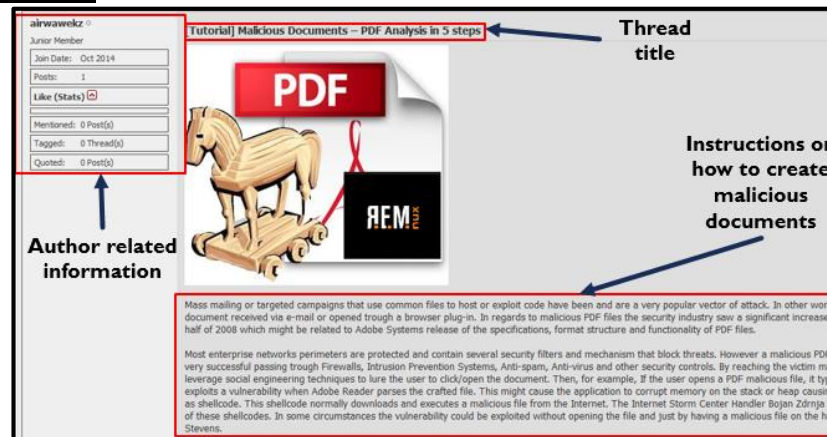 airwawekz
Junior Member
Join Date: Oct 2014
Posts: 1
Like (Stats)
Mentioned: 0 Post(s)
Tagged: 0 Thread(s)
Quoted: 0 Post(s)
Author related
information
[Tutorial] Malicious Documents – PDF Analysis in 5 steps
Thread
title
PDF
REM
xnu
Instructions on
how to create
malicious
documents
Mass mailing or targeted campaigns that use common files to host or exploit code have been and are a very popular vector of attack. In other wor
document received via e-mail or opened trough a browser plug-in. In regards to malicious PDF files the security industry saw a significant increase
half of 2008 which might be related to Adobe Systems release of the specifications, format structure and functionality of PDF files.
Most enterprise networks perimeters are protected and contain several security filters and mechanism that block threats. However a malicious PDF
very successful passing trough Firewalls, Intrusion Prevention Systems, Anti-spam, Anti-virus and other security controls. By reaching the victim ma
leverage social engineering techniques to lure the user to click/open the document. Then, for example, If the user opens a PDF malicious file, it typ
exploits a vulnerability when Adobe Reader parses the crafted file. This might cause the application to corrupt memory on the stack or heap causin
as shellcode. This shellcode normally downloads and executes a malicious file from the Internet. The Internet Storm Center Handler Bojan Zdrnja
of these shellcodes. In some circumstances the vulnerability could be exploited without opening the file and just by having a malicious file on the h
Stevens.